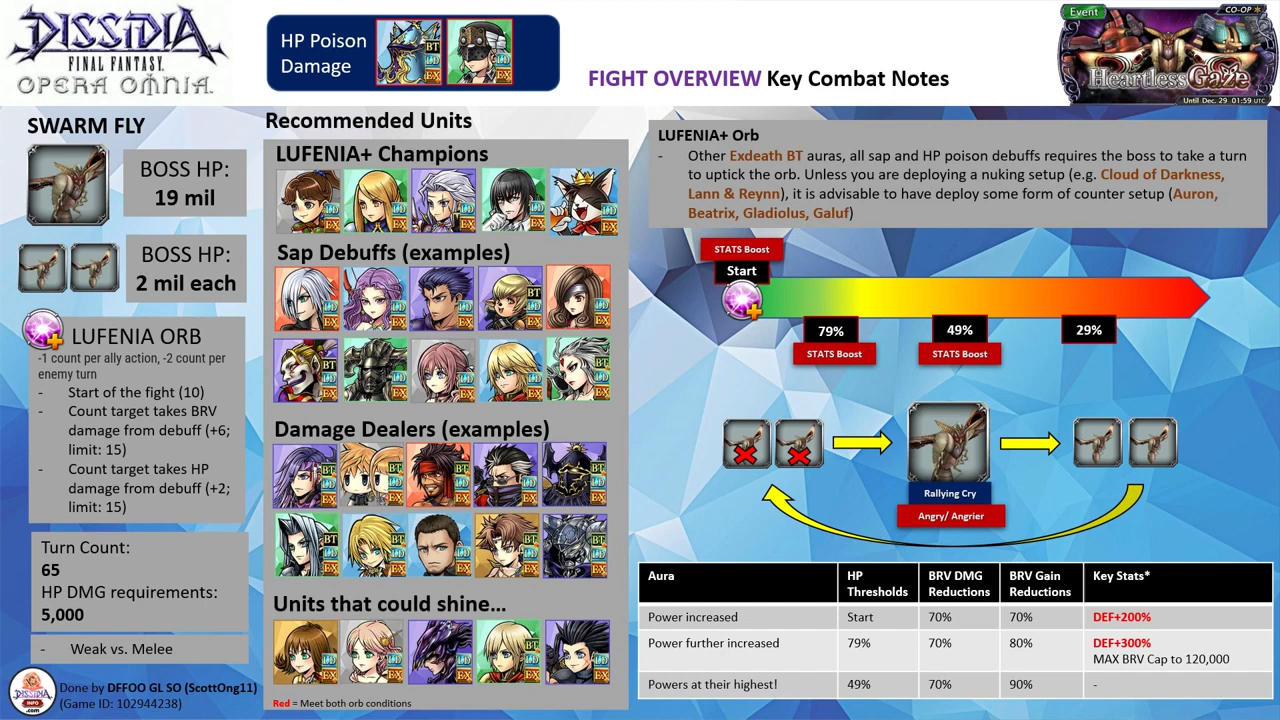 DISSIDIA
FINAL FANTASY
OPERA OMNIA
HP Poison
Damage
BT
LD
EX
EX
FIGHT OVERVIEW Key Combat Notes
Event
CO-OP
Heartless Gaze
Until Dec. 29 01:59 UTC
SWARM FLY
BOSS HP:
19 mil
BOSS HP:
2 mil each
LUFENIA ORB
-1 count per ally action, -2 count per
enemy turn
- Start of the fight (10)
- Count target takes BRV
damage from debuff (+6;
limit: 15)
- Count target takes HP
damage from debuff (+2;
limit: 15)
Turn Count:
65
HP DMG requirements:
5,000
- Weak vs. Melee
DISSIDIA
INFO
.com
Done by DFFOO GL SO (ScottOng11)
(Game ID: 102944238)
Recommended Units
LUFENIA+ Champions
Sap Debuffs (examples)
Damage Dealers (examples)
Units that could shine...
Red = Meet both orb conditions
LUFENIA+ Orb
- Other Exdeath BT auras, all sap and HP poison debuffs requires the boss to take a turn
to uptick the orb. Unless you are deploying a nuking setup (e.g. Cloud of Darkness,
Lann & Reynn), it is advisable to have deploy some form of counter setup (Auron,
Beatrix, Gladiolus, Galuf)
STATS Boost
Start
79%
49%
29%
STATS Boost
STATS Boost
Rallying Cry
Angry/ Angrier
Aura HP Thresholds BRV DMG Reductions BRV Gain Reductions Key Stats*
Power increased Start 70% 70% DEF+200%
Power further increased 79% 70% 80% DEF+300%
MAX BRV Cap to 120,000
Powers at their highest! 49% 70% 90% -